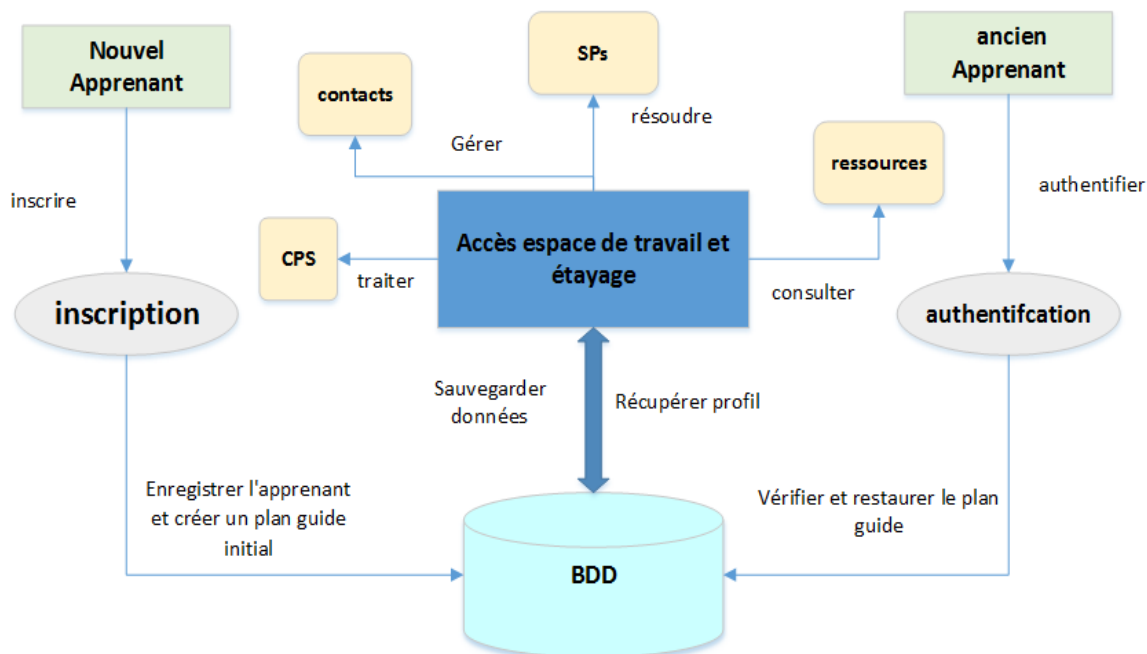 Nouvel
Apprenant
SPs
ancien
Apprenant
contacts
résoudre
Gérer
ressources
inscrire
authentifier
Accès espace de travail et
étayage
CPS
traiter
consulter
inscription
authentifcation
Sauvegarder
données
Récupérer profil
Enregistrer l'apprenant
et créer un plan guide
initial
Vérifier et restaurer le plan
guide
BDD